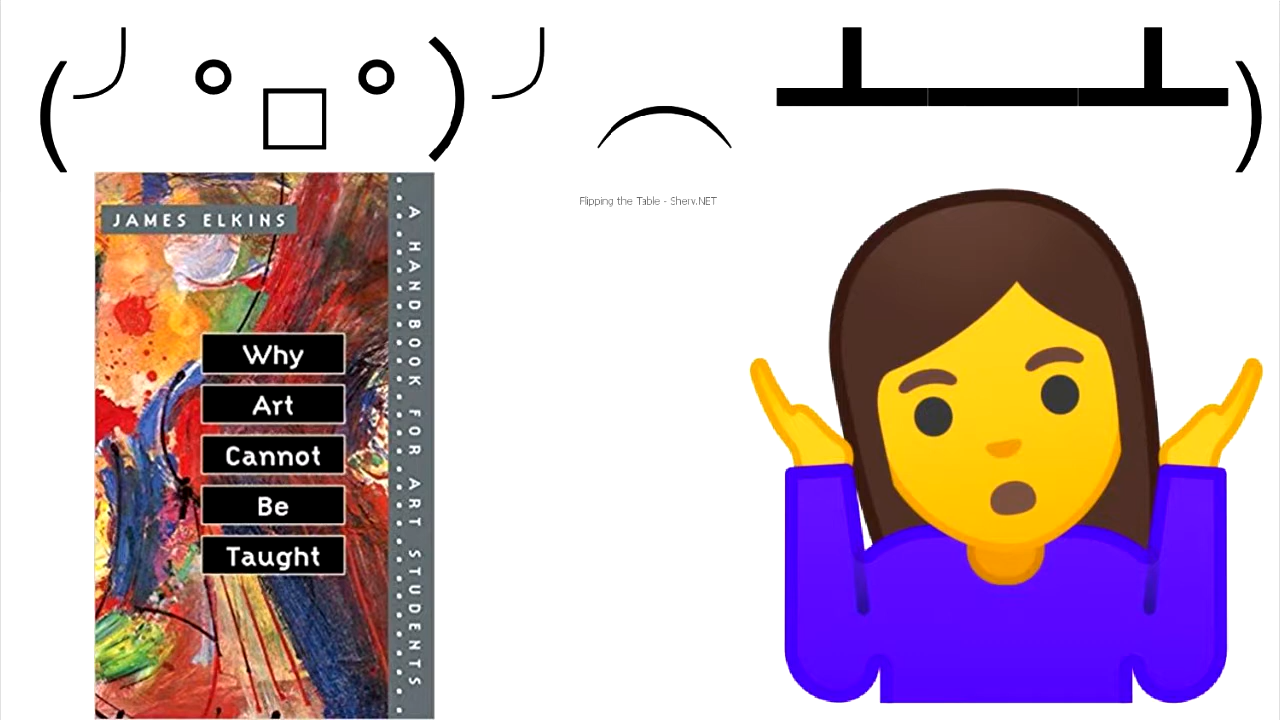 (╯°□°)╯︵ ┻━┻)
Flipping the Table - Sherv.NET
JAMES ELKINS
Why
Art
Cannot
Be
Taught
A HANDBOOK FOR ART STUDENTS